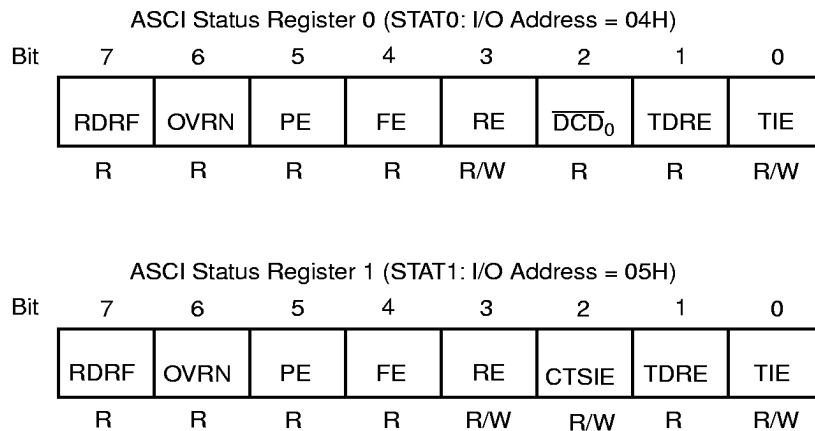 ASCI Status Register 0 (STAT0: I/O Address = 04H)
Bit 7 6 5 4 3 2 1 0
RDRF OVRN PE FE RE D̅C̅D̅₀ TDRE TIE
R R R R R/W R R R/W
ASCI Status Register 1 (STAT1: I/O Address = 05H)
Bit 7 6 5 4 3 2 1 0
RDRF OVRN PE FE RE CTSIE TDRE TIE
R R R R R/W R/W R R/W